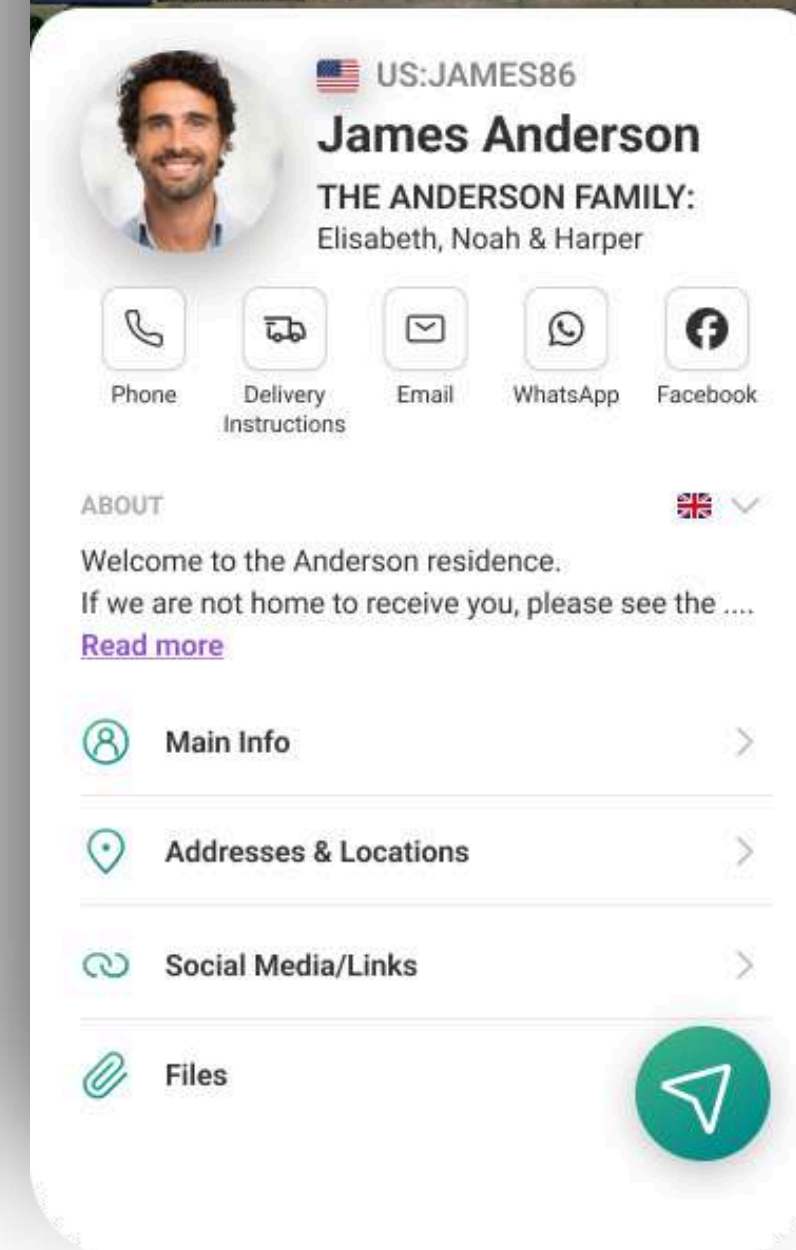 US:JAMES86
James Anderson
THE ANDERSON FAMILY:
Elisabeth, Noah & Harper
Phone
Delivery
Instructions
Email
WhatsApp
Facebook
ABOUT
Welcome to the Anderson residence.
If we are not home to receive you, please see the ....
Read more
Main Info
Addresses & Locations
Social Media/Links
Files